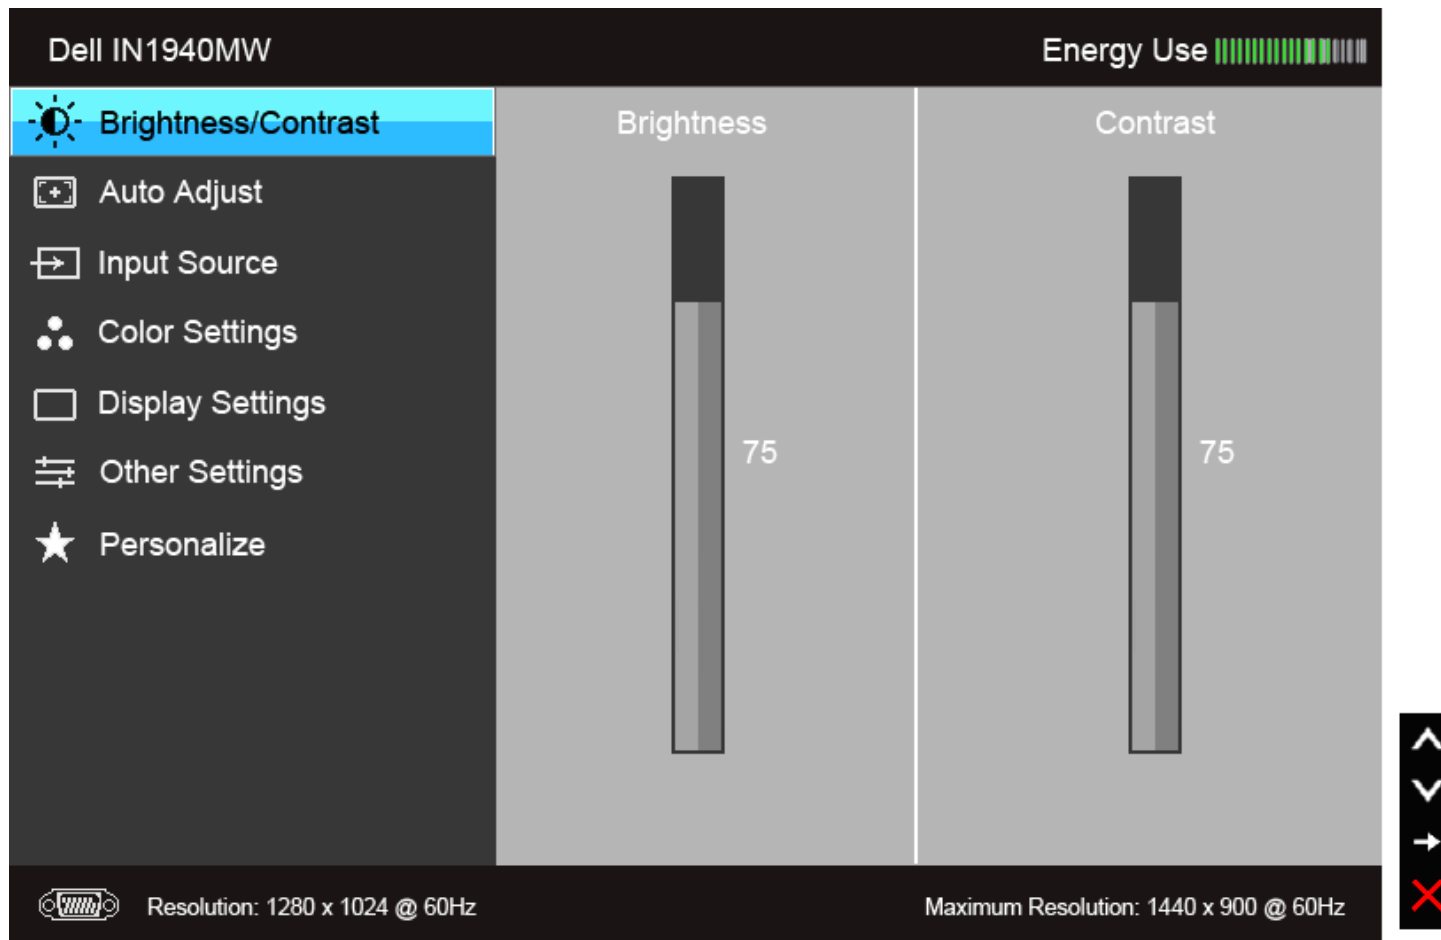 Dell IN1940MW
Energy Use
Brightness/Contrast
Auto Adjust
Input Source
Color Settings
Display Settings
Other Settings
Personalize
Brightness
75
Contrast
75
Resolution: 1280 x 1024 @ 60Hz
Maximum Resolution: 1440 x 900 @ 60Hz